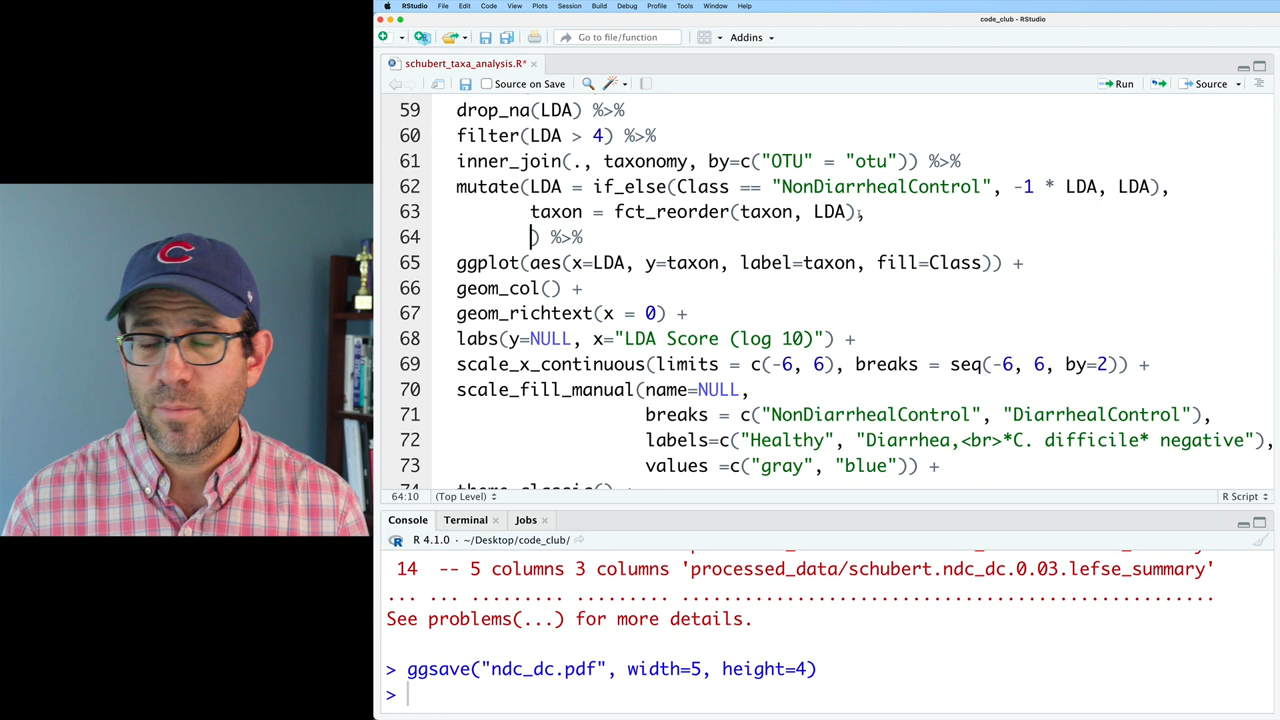 RStudio File Edit Code View Plots Session Build Debug Profile Tools Window Help
code_club - RStudio
Go to file/function Addins
schubert_taxa_analysis.R*
Source on Save Run Source
59 drop_na(LDA) %>%
60 filter(LDA > 4) %>%
61 inner_join(., taxonomy, by=c("OTU" = "otu")) %>%
62 mutate(LDA = if_else(Class == "NonDiarrhealControl", -1 * LDA, LDA),
63 taxon = fct_reorder(taxon, LDA),
64 ) %>%
65 ggplot(aes(x=LDA, y=taxon, label=taxon, fill=Class)) +
66 geom_col() +
67 geom_richtext(x = 0) +
68 labs(y=NULL, x="LDA Score (log 10)") +
69 scale_x_continuous(limits = c(-6, 6), breaks = seq(-6, 6, by=2)) +
70 scale_fill_manual(name=NULL,
71 breaks = c("NonDiarrhealControl", "DiarrhealControl"),
72 labels=c("Healthy", "Diarrhea,<br>*C. difficile* negative"),
73 values =c("gray", "blue")) +
64:10 (Top Level) R Script
Console Terminal Jobs
R 4.1.0 · ~/Desktop/code_club/
14 -- 5 columns 3 columns 'processed_data/schubert.ndc_dc.0.03.lefse_summary'
... ... ......... ......... ....................................................
See problems(...) for more details.
> ggsave("ndc_dc.pdf", width=5, height=4)
>
C